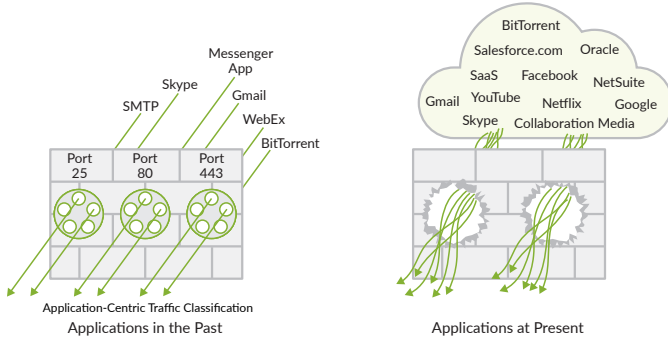 Messenger
App
Skype
Gmail
SMTP
WebEx
BitTorrent
Port
25
Port
80
Port
443
Application-Centric Traffic Classification
Applications in the Past
BitTorrent
Salesforce.com
Oracle
SaaS
Facebook
NetSuite
Gmail
YouTube
Netflix
Google
Skype
Collaboration Media
Applications at Present